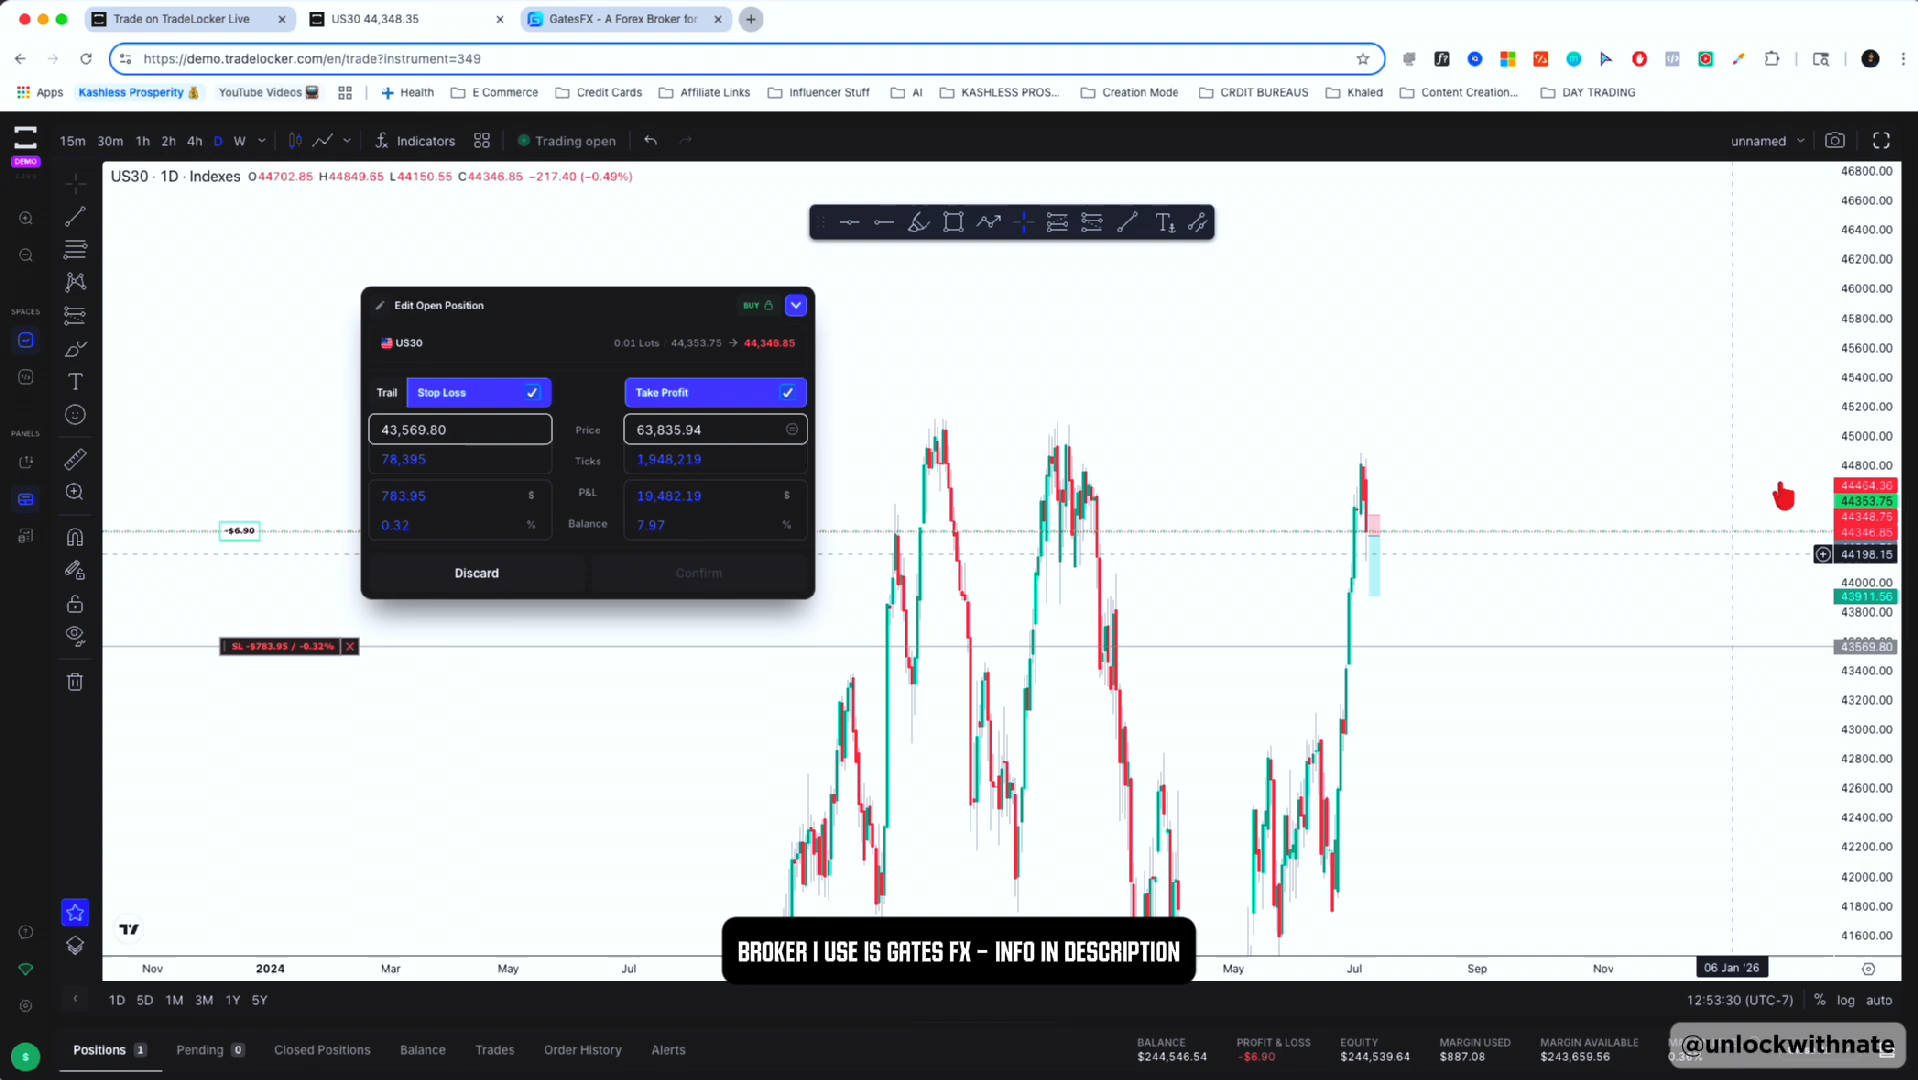 Trade on TradeLocker Live
US30 44,348.35
GatesFX - A Forex Broker for
https://demo.tradelocker.com/en/trade?instrument=349
Apps
Kashless Prosperity
YouTube Videos
Health
E Commerce
Credit Cards
Affiliate Links
Influencer Stuff
AI
KASHLESS PROS...
Creation Mode
CRDIT BUREAUS
Khaled
Content Creation...
DAY TRADING
DEMO
15m 30m 1h 2h 4h D W
Indicators
Trading open
unnamed
US30 · 1D · Indexes O44702.85 H44849.65 L44150.55 C44346.85 −217.40 (−0.49%)
SPACES
PANELS
Edit Open Position
BUY
US30
0.01 Lots 44,353.75 → 44,348.85
Trail
Stop Loss
Take Profit
43,569.80 Price 63,835.94
78,395 Ticks 1,948,219
783.95 $ P&L 19,482.19 $
0.32 % Balance 7.97 %
Discard
Confirm
-$6.90
SL -$783.95 / -0.32% X
46800.00
46600.00
46400.00
46200.00
46000.00
45800.00
45600.00
45400.00
45200.00
45000.00
44800.00
44464.36
44353.75
44348.75
44346.85
44198.15
44000.00
43911.56
43800.00
43569.80
43400.00
43200.00
43000.00
42800.00
42600.00
42400.00
42200.00
42000.00
41800.00
41600.00
BROKER I USE IS GATES FX - INFO IN DESCRIPTION
Nov 2024 Mar May Jul May Jul Sep Nov 06 Jan '26
1D 5D 1M 3M 1Y 5Y
12:53:30 (UTC-7) % log auto
Positions 1
Pending 0
Closed Positions
Balance
Trades
Order History
Alerts
BALANCE
$244,546.54
PROFIT & LOSS
-$6.90
EQUITY
$244,539.64
MARGIN USED
$887.08
MARGIN AVAILABLE
$243,659.56
@unlockwithnate